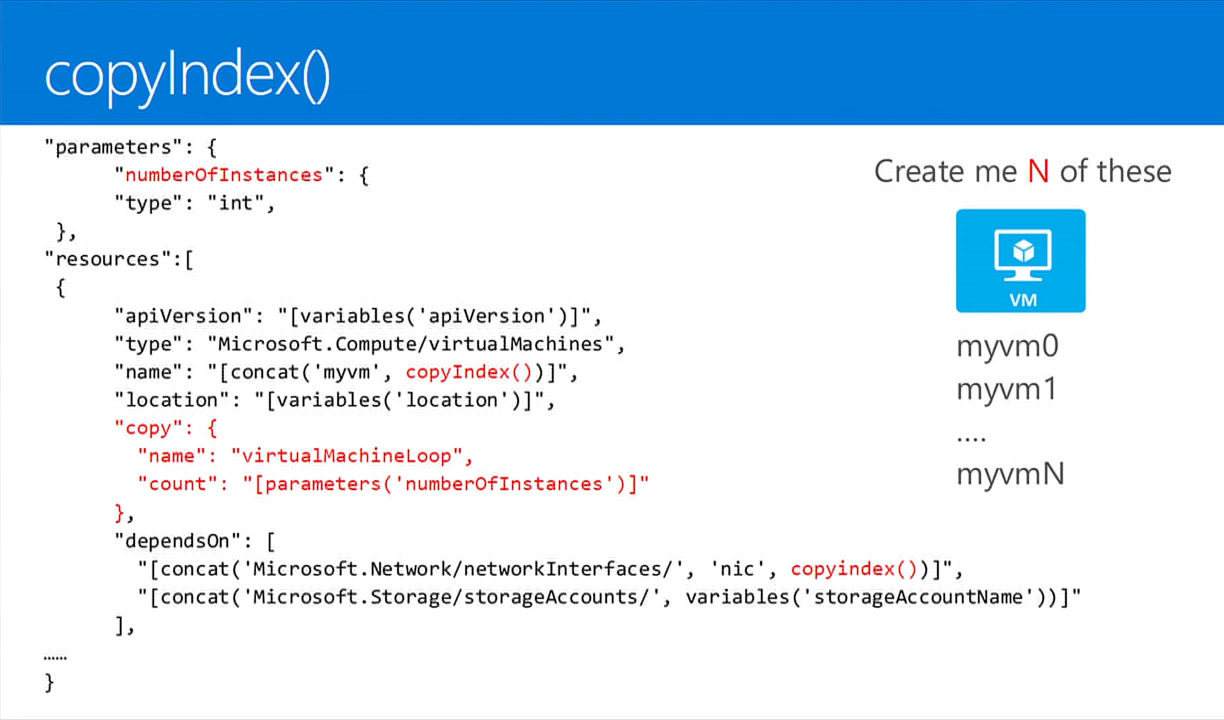 copyIndex()
"parameters": {
"numberOfInstances": {
"type": "int",
},
"resources":[
{
"apiVersion": "[variables('apiVersion')]",
"type": "Microsoft.Compute/virtualMachines",
"name": "[concat('myvm', copyIndex())]",
"location": "[variables('location')]",
"copy": {
"name": "virtualMachineLoop",
"count": "[parameters('numberOfInstances')]"
},
"dependsOn": [
"[concat('Microsoft.Network/networkInterfaces/', 'nic', copyindex())]",
"[concat('Microsoft.Storage/storageAccounts/', variables('storageAccountName'))]"
],
......
}
Create me N of these
VM
myvm0
myvm1
....
myvmN